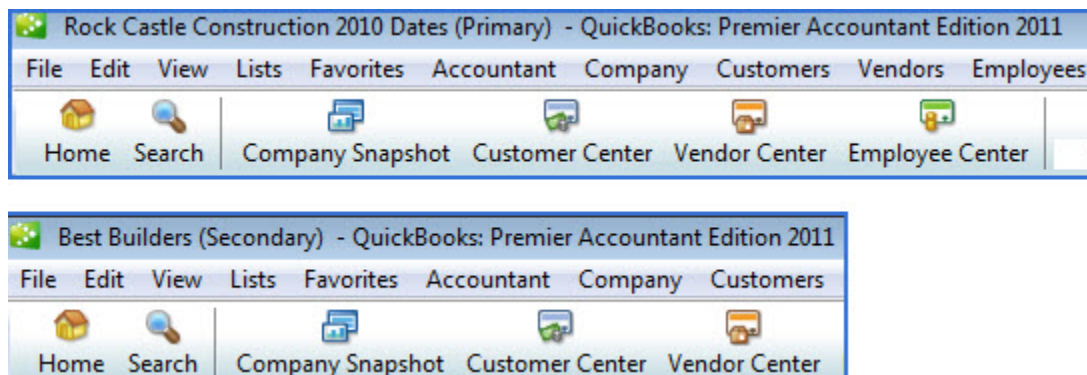 Rock Castle Construction 2010 Dates (Primary) - QuickBooks: Premier Accountant Edition 2011
File Edit View Lists Favorites Accountant Company Customers Vendors Employees
Home Search Company Snapshot Customer Center Vendor Center Employee Center
Best Builders (Secondary) - QuickBooks: Premier Accountant Edition 2011
File Edit View Lists Favorites Accountant Company Customers
Home Search Company Snapshot Customer Center Vendor Center